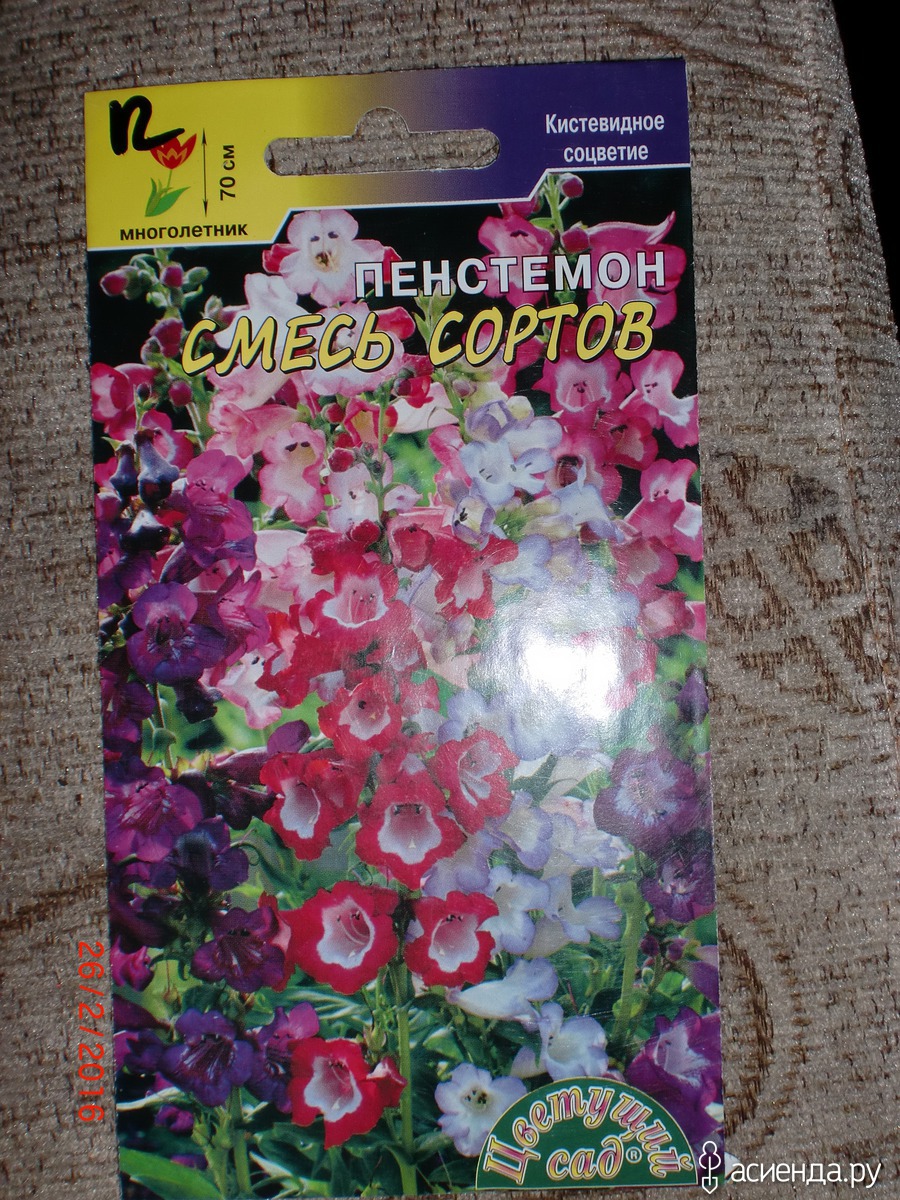 п
70 см
многолетник
Кистевидное
соцветие
ПЕНСТЕМОН
СМЕСЬ СОРТОВ
26/2/2016
Цветущий
сад®
асиенда.ру